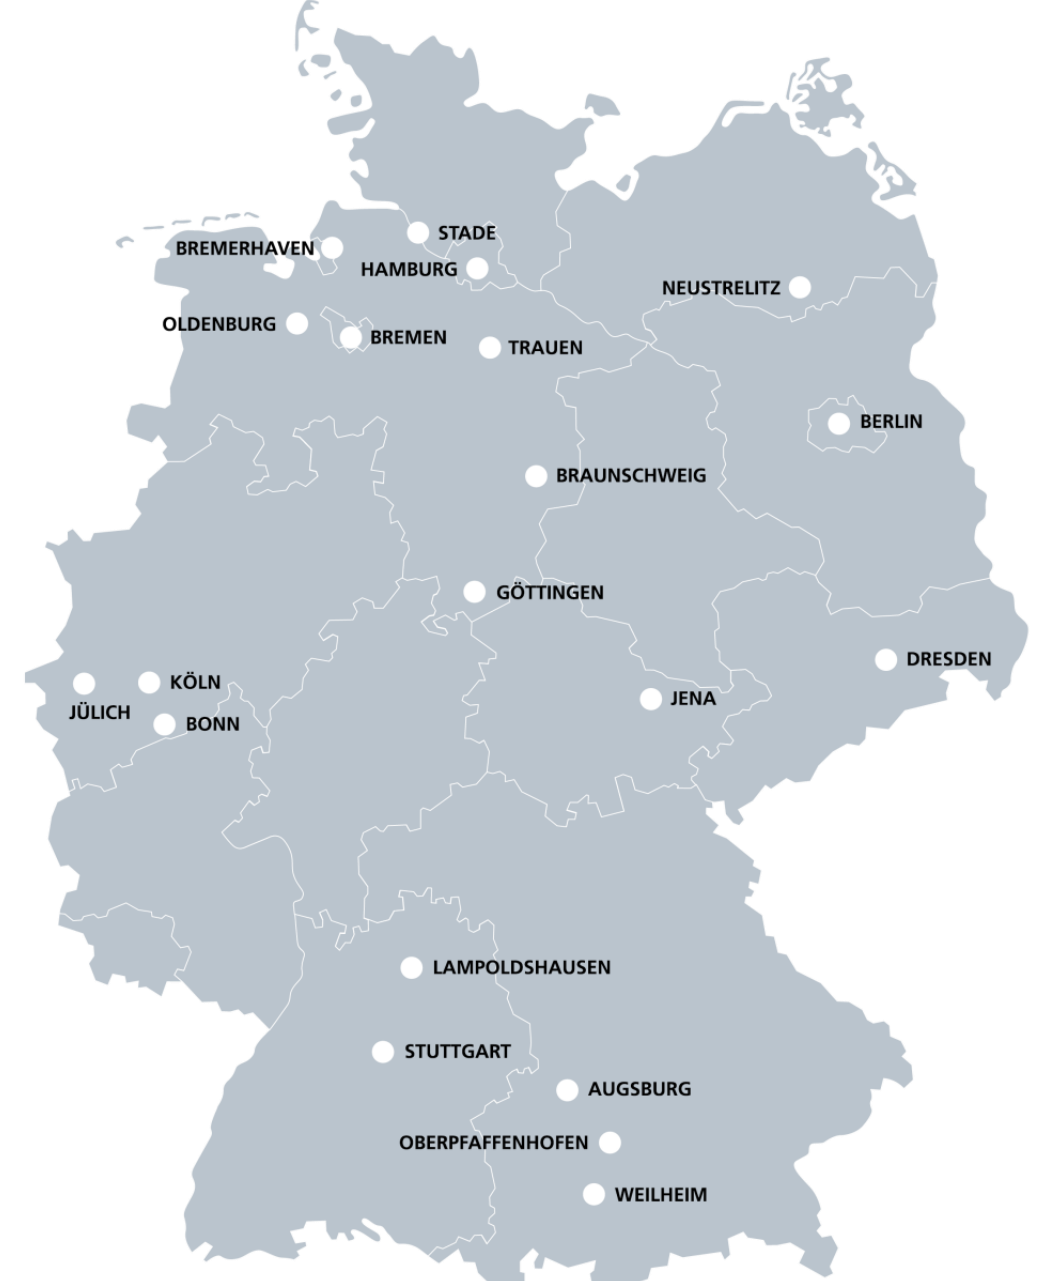 STADE
BREMERHAVEN
HAMBURG
NEUSTRELITZ
OLDENBURG
BREMEN
TRAUEN
BERLIN
BRAUNSCHWEIG
GÖTTINGEN
DRESDEN
KÖLN
JENA
JÜLICH
BONN
LAMPOLDSHAUSEN
STUTTGART
AUGSBURG
OBERPFAFFENHOFEN
WEILHEIM